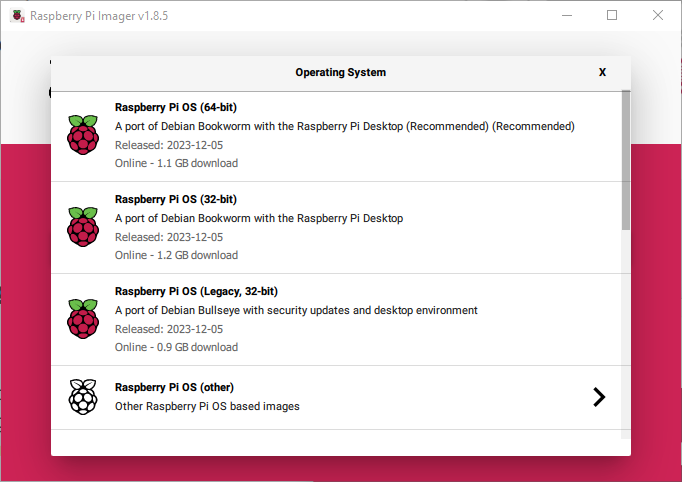 Raspberry Pi Imager v1.8.5
Operating System
X
Raspberry Pi OS (64-bit)
A port of Debian Bookworm with the Raspberry Pi Desktop (Recommended) (Recommended)
Released: 2023-12-05
Online - 1.1 GB download
Raspberry Pi OS (32-bit)
A port of Debian Bookworm with the Raspberry Pi Desktop
Released: 2023-12-05
Online - 1.2 GB download
Raspberry Pi OS (Legacy, 32-bit)
A port of Debian Bullseye with security updates and desktop environment
Released: 2023-12-05
Online - 0.9 GB download
Raspberry Pi OS (other)
Other Raspberry Pi OS based images